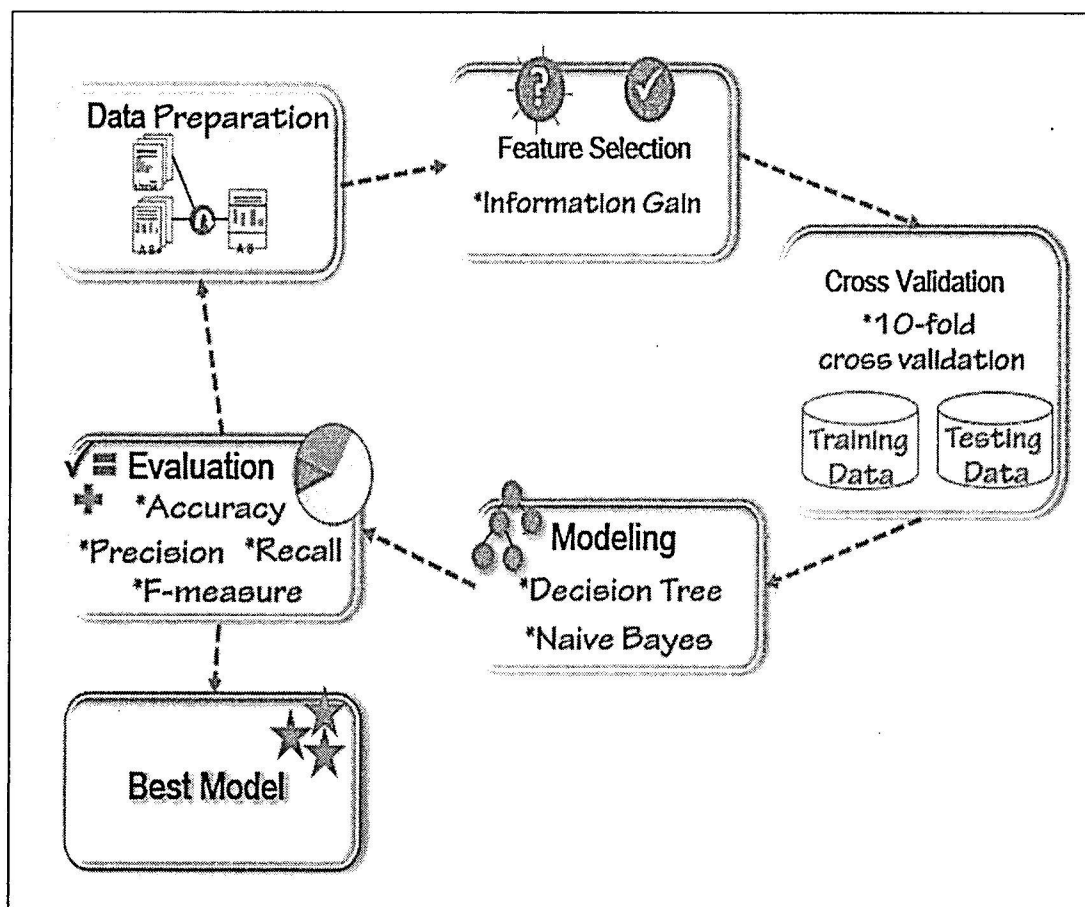 Data Preparation
Feature Selection
*Information Gain
Cross Validation
*10-fold
cross validation
Training
Data
Testing
Data
Evaluation
*Accuracy
*Precision *Recall
*F-measure
Modeling
*Decision Tree
*Naive Bayes
Best Model